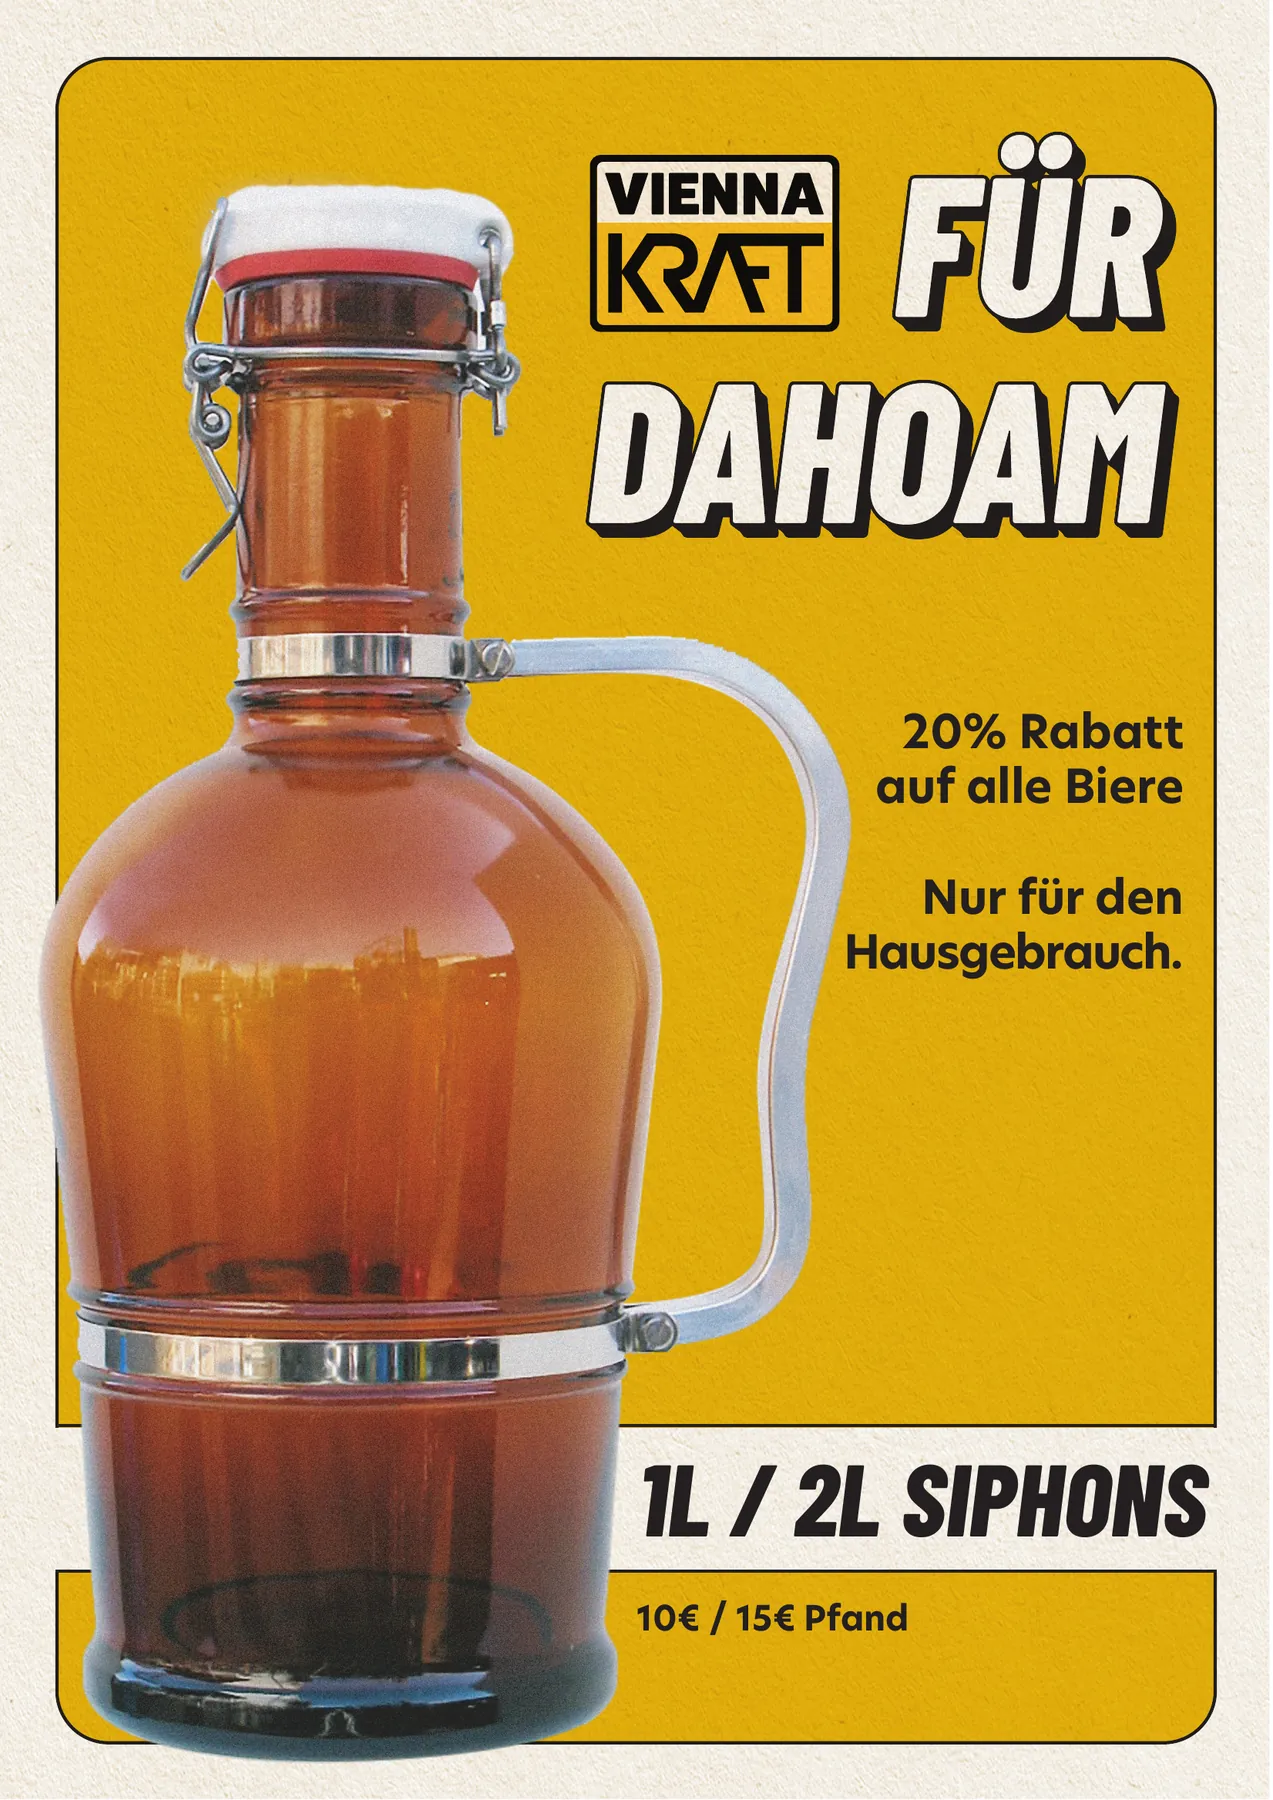 VIENNA
KRAFT
FÜR
DAHOAM
20% Rabatt
auf alle Biere
Nur für den
Hausgebrauch.
1L / 2L SIPHONS
10€ / 15€ Pfand